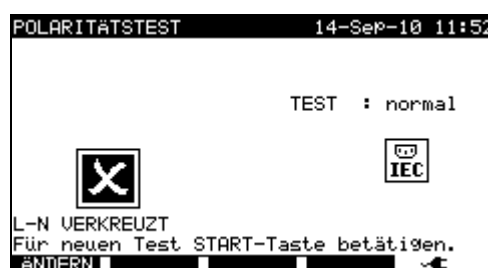 POLARITÄTSTEST 14-Sep-10 11:52
TEST : normal
IEC
L-N VERKREUZT
Für neuen Test START-Taste betätigen.
ÄNDERN